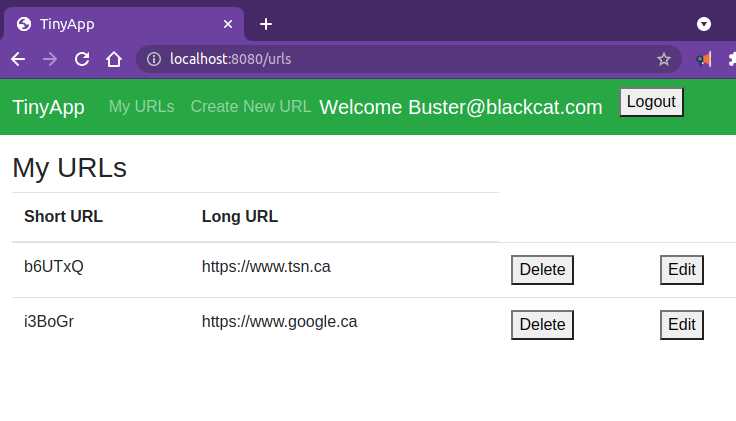 TinyApp
localhost:8080/urls
TinyApp My URLs Create New URL Welcome Buster@blackcat.com Logout
My URLs
Short URL Long URL
b6UTxQ https://www.tsn.ca Delete Edit
i3BoGr https://www.google.ca Delete Edit